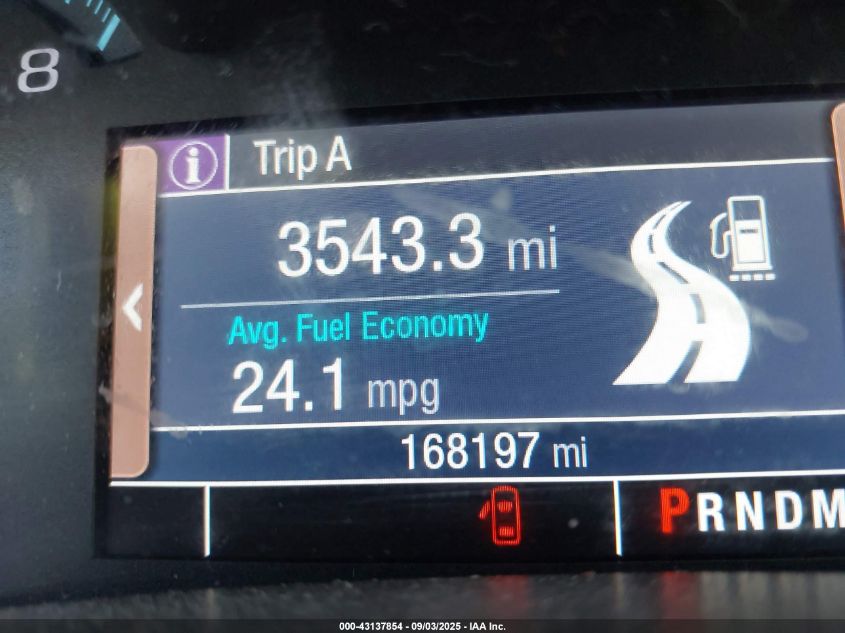 8
i Trip A
3543.3 mi
Avg. Fuel Economy
24.1 mpg
168197 mi
PRNDM
000-43137854 - 09/03/2025 - IAA Inc.